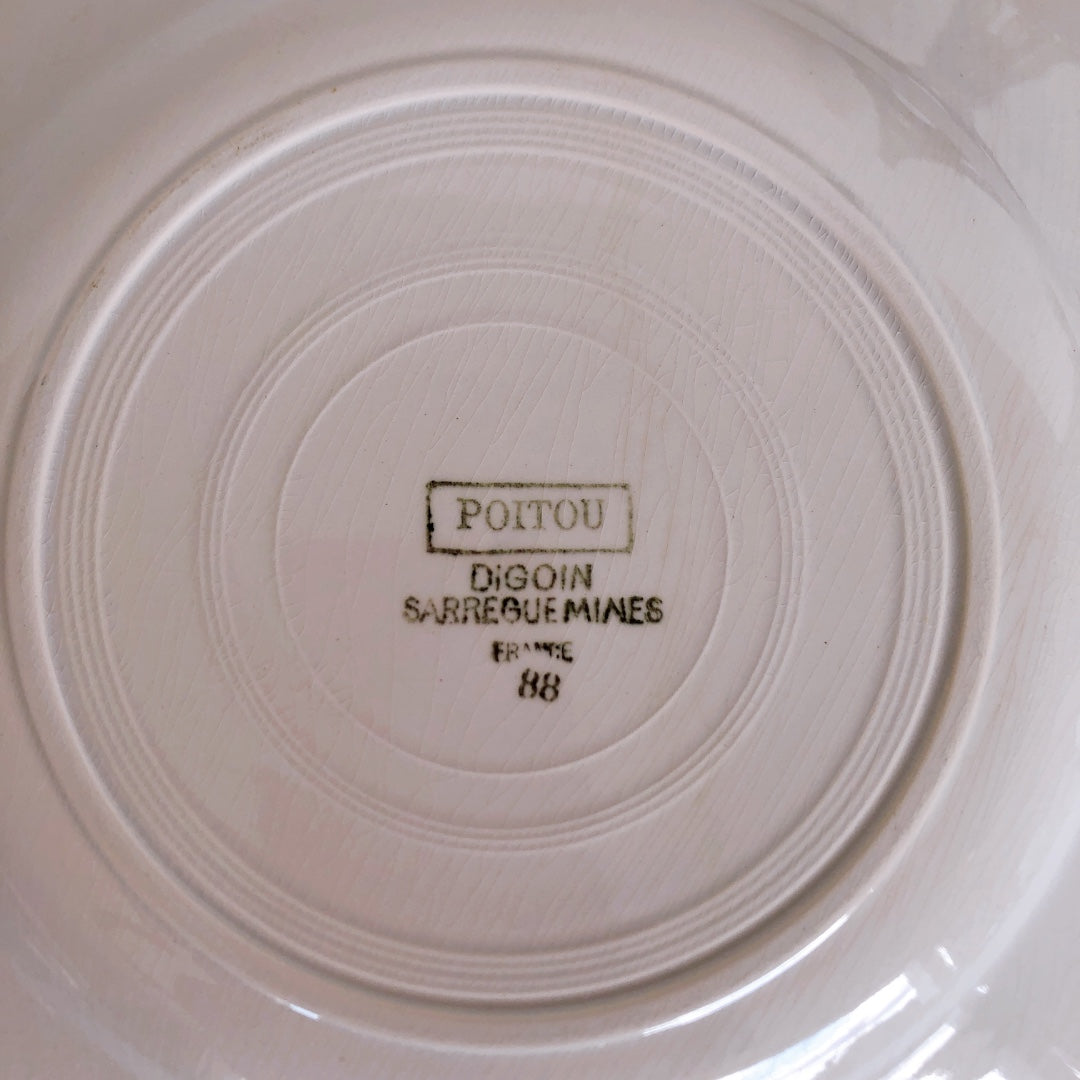 POITOU
DiGOIN
SARREGUEMINES
FRANCE
88